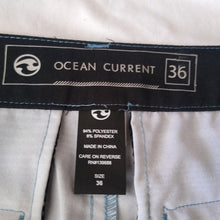 OCEAN CURRENT 36
94% POLYESTER
6% SPANDEX
MADE IN CHINA
CARE ON REVERSE
SIZE
36